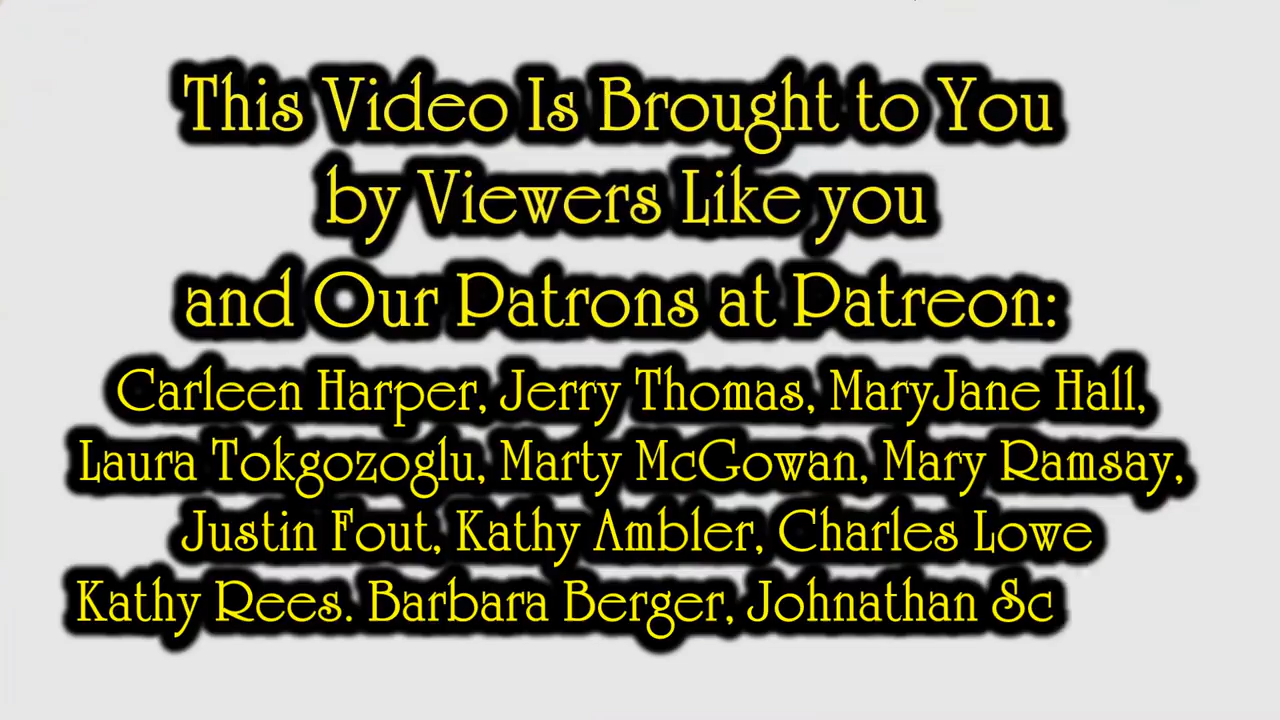 This Video Is Brought to You
by Viewers Like you
and Our Patrons at Patreon:
Carleen Harper, Jerry Thomas, MaryJane Hall,
Laura Tokgozoglu, Marty McGowan, Mary Ramsay,
Justin Fout, Kathy Ambler, Charles Lowe
Kathy Rees. Barbara Berger, Johnathan Sc